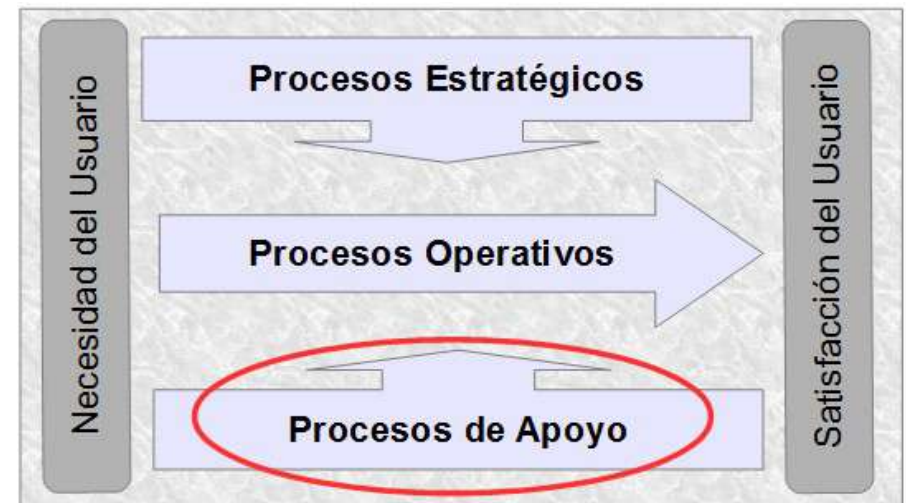 Necesidad del Usuario
Procesos Estratégicos
Procesos Operativos
Procesos de Apoyo
Satisfacción del Usuario